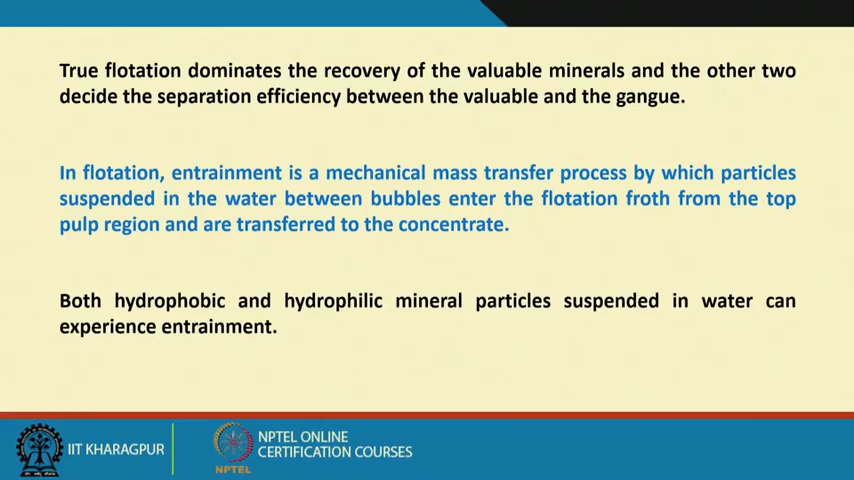 True flotation dominates the recovery of the valuable minerals and the other two
decide the separation efficiency between the valuable and the gangue.
In flotation, entrainment is a mechanical mass transfer process by which particles
suspended in the water between bubbles enter the flotation froth from the top
pulp region and are transferred to the concentrate.
Both hydrophobic and hydrophilic mineral particles suspended in water can
experience entrainment.
IIT KHARAGPUR
NPTEL
NPTEL ONLINE
CERTIFICATION COURSES